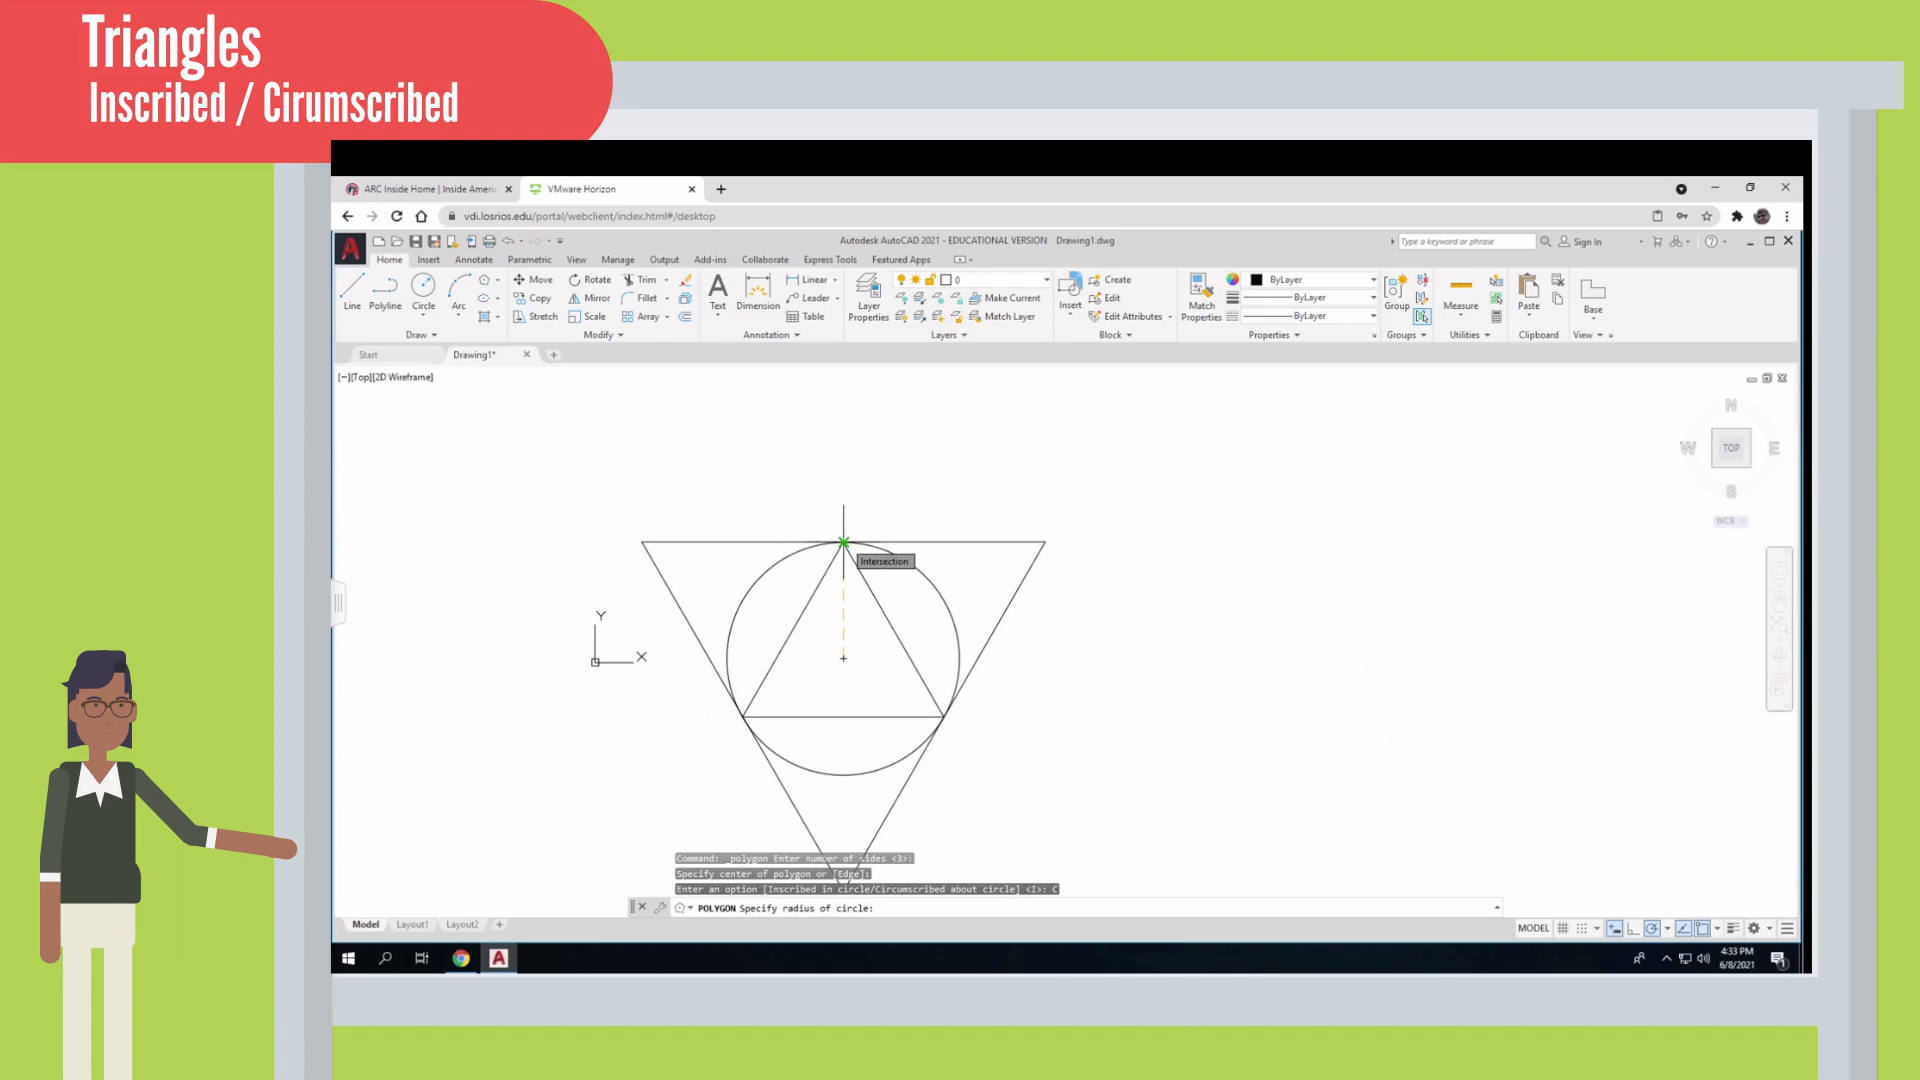 Triangles
Inscribed / Cirumscribed
ARC Inside Home | Inside Americ
VMware Horizon
vdi.losrios.edu/portal/webclient/index.html#/desktop
Autodesk AutoCAD 2021 - EDUCATIONAL VERSION Drawing1.dwg
Type a keyword or phrase
Sign In
Home Insert Annotate Parametric View Manage Output Add-ins Collaborate Express Tools Featured Apps
Line Polyline Circle Arc
Move Rotate Trim
Copy Mirror Fillet
Stretch Scale Array
Text Dimension
Linear
Leader
Table
Layer Properties
0
Make Current
Match Layer
Insert
Create
Edit
Edit Attributes
Match Properties
ByLayer
ByLayer
ByLayer
Group
Measure
Paste
Base
Draw Modify Annotation Layers Block Properties Groups Utilities Clipboard View
Start
Drawing1*
[−][Top][2D Wireframe]
N
W TOP E
S
WCS
Intersection
Y
X
Command: _polygon Enter number of sides <3>:
Specify center of polygon or [Edge]:
Enter an option [Inscribed in circle/Circumscribed about circle] <I>: C
POLYGON Specify radius of circle:
Model Layout1 Layout2
MODEL
4:33 PM
6/8/2021
1